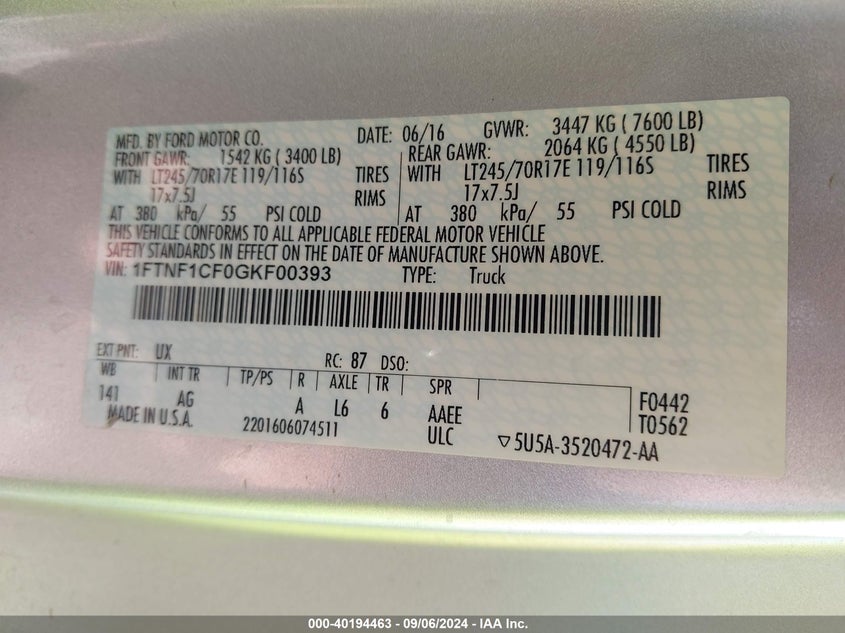 MFD. BY FORD MOTOR CO. DATE: 06/16 GVWR: 3447 KG ( 7600 LB)
FRONT GAWR: 1542 KG ( 3400 LB) REAR GAWR: 2064 KG ( 4550 LB)
WITH LT245/70R17E 119/116S TIRES WITH LT245/70R17E 119/116S TIRES
17x7.5J RIMS 17x7.5J RIMS
AT 380 kPa/ 55 PSI COLD AT 380 kPa/ 55 PSI COLD
THIS VEHICLE CONFORMS TO ALL APPLICABLE FEDERAL MOTOR VEHICLE
SAFETY STANDARDS IN EFFECT ON THE DATE OF MANUFACTURE SHOWN ABOVE.
VIN: 1FTNF1CF0GKF00393 TYPE: Truck
EXT PNT: UX RC: 87 DSO:
WB INT TR TP/PS R AXLE TR SPR
141 AG A L6 6 AAEE F0442
MADE IN U.S.A. 2201606074511 ULC T0562
▽5U5A-3520472-AA
000-40194463 - 09/06/2024 - IAA Inc.